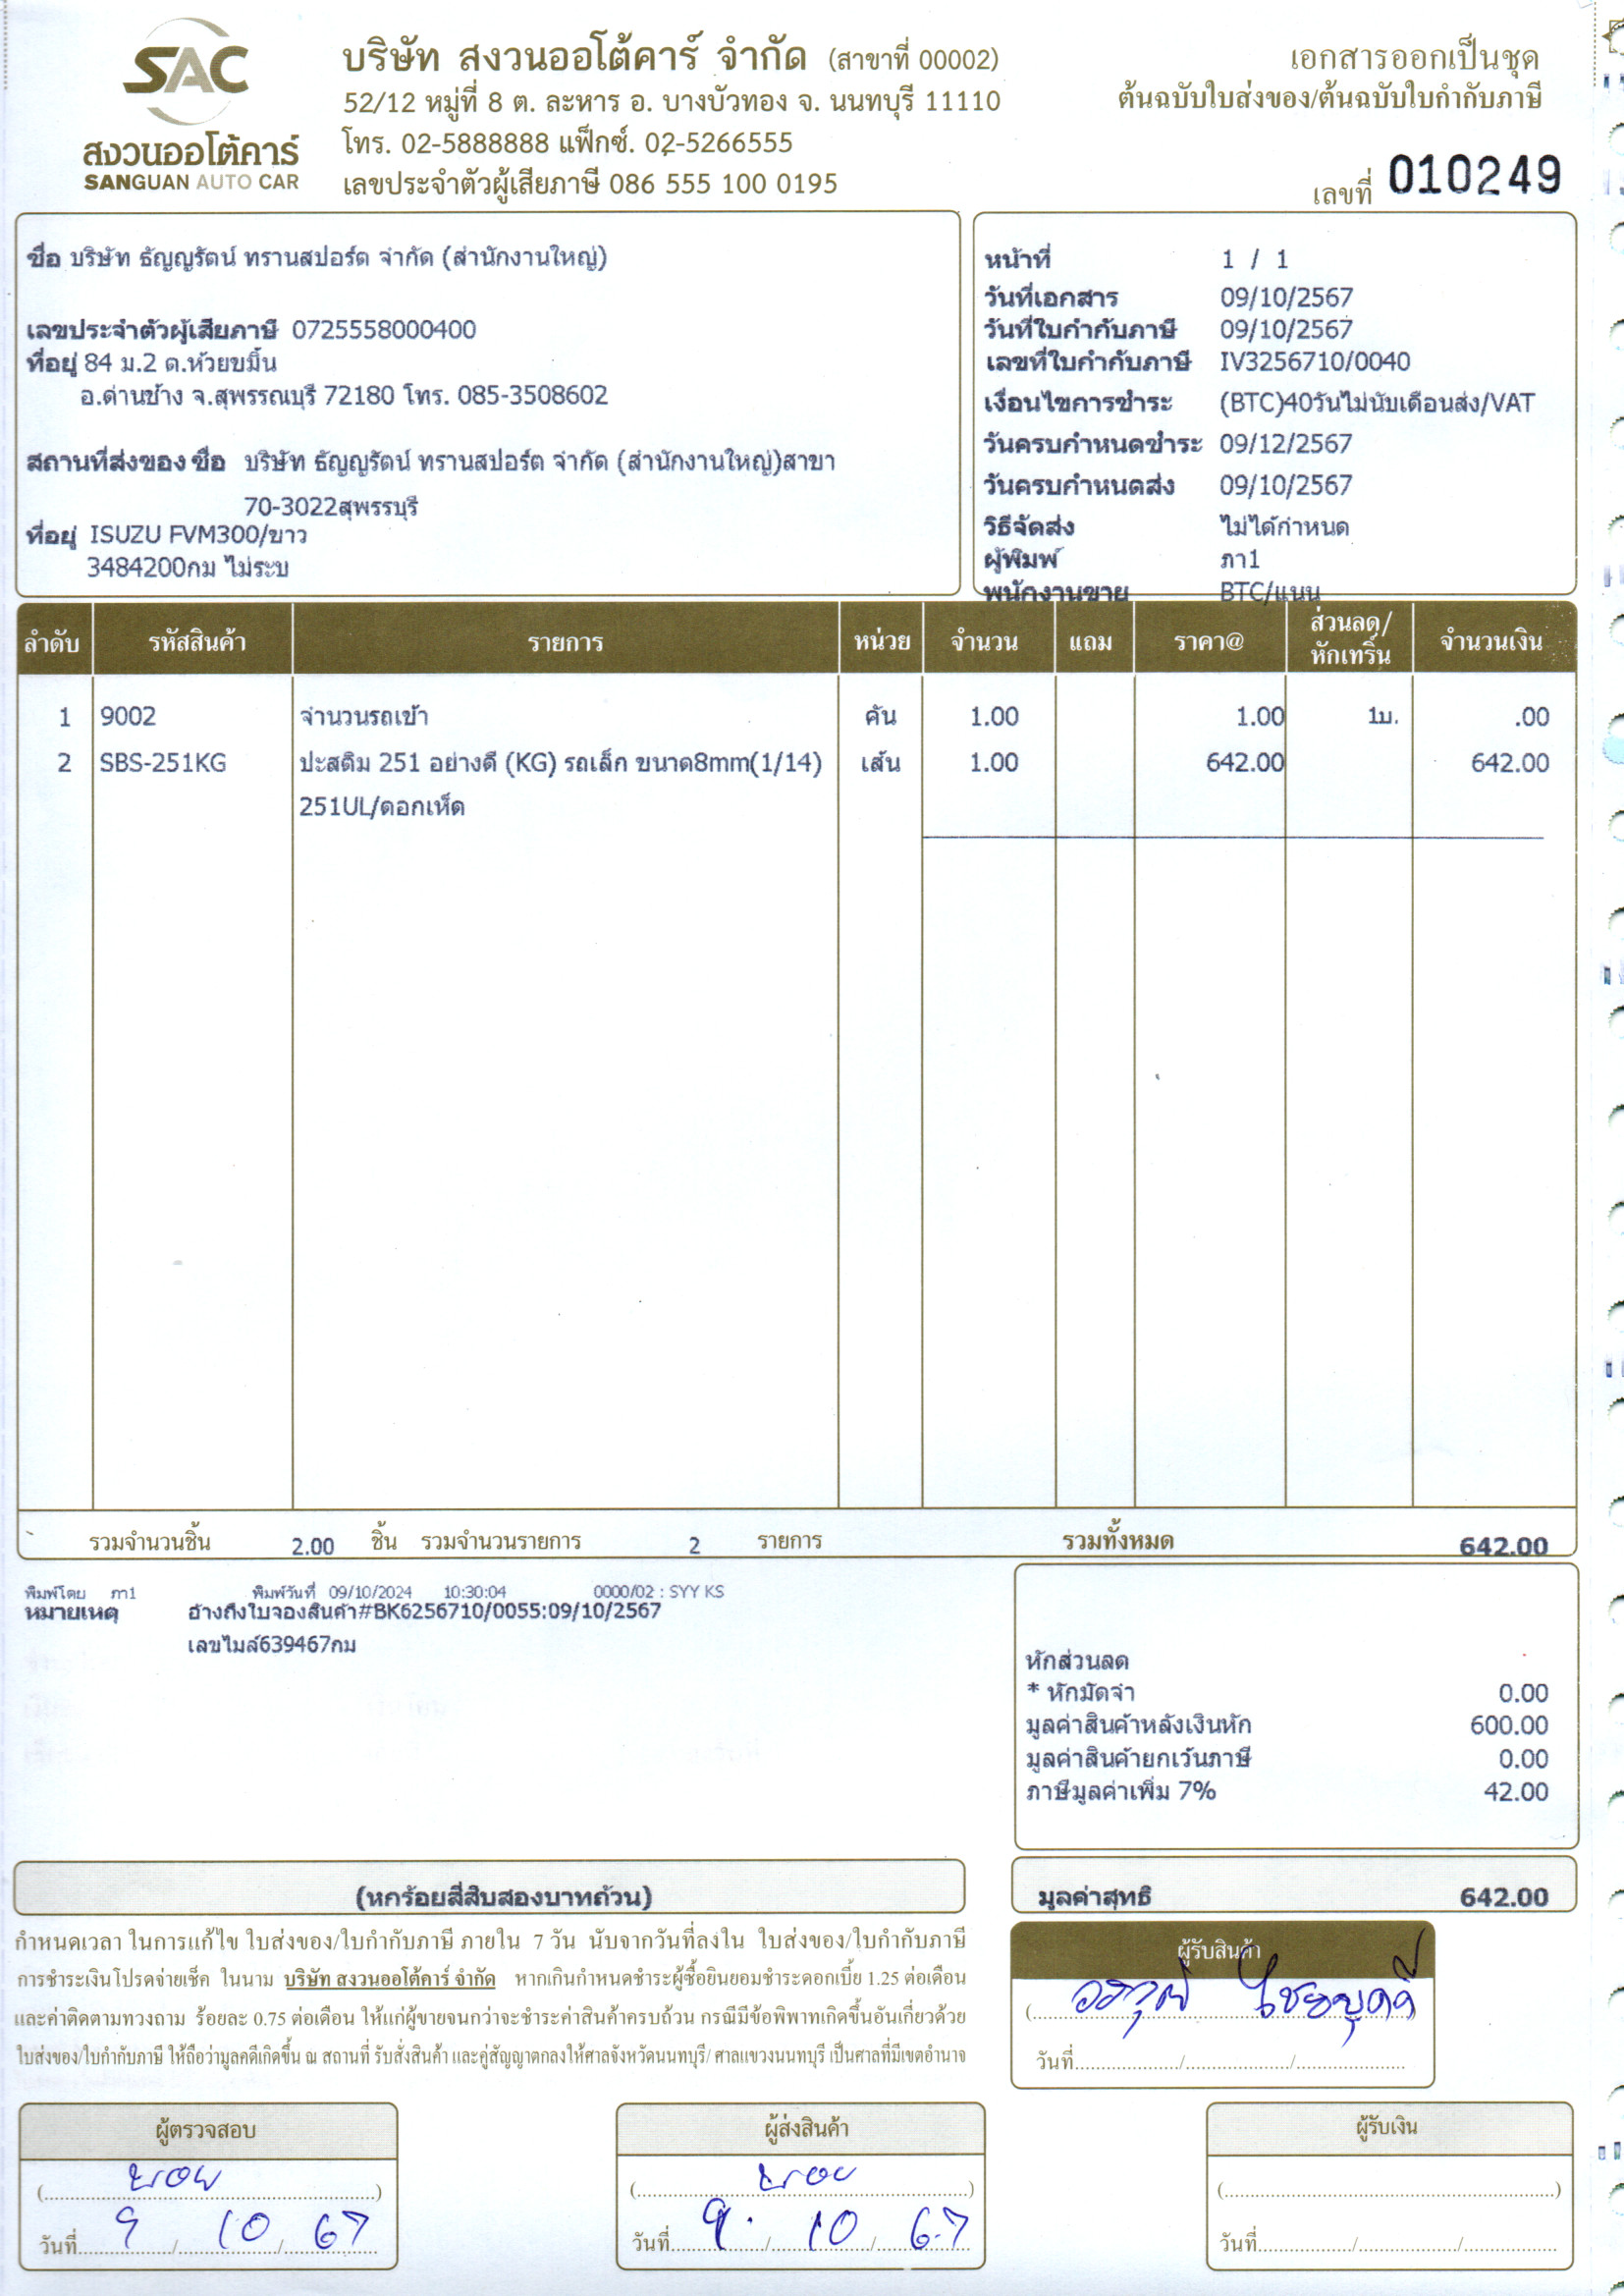 SAC
สงวนออโต้คาร์
SANGUAN AUTO CAR
บริษัท สงวนออโต้คาร์ จำกัด (สาขาที่ 00002)
52/12 หมู่ที่ 8 ต. ละหาร อ. บางบัวทอง จ. นนทบุรี 11110
โทร. 02-5888888 แฟ็กซ์. 02-5266555
เลขประจำตัวผู้เสียภาษี 086 555 100 0195
เอกสารออกเป็นชุด
ต้นฉบับใบส่งของ/ต้นฉบับใบกำกับภาษี
เลขที่ 010249
ชื่อ บริษัท ธัญญรัตน์ ทรานสปอร์ต จำกัด (สำนักงานใหญ่)
เลขประจำตัวผู้เสียภาษี 0725558000400
ที่อยู่ 84 ม.2 ต.ห้วยขมิ้น
อ.ด่านช้าง จ.สุพรรณบุรี 72180 โทร. 085-3508602
สถานที่ส่งของ ชื่อ บริษัท ธัญญรัตน์ ทรานสปอร์ต จำกัด (สำนักงานใหญ่)สาขา
70-3022สุพรรบุรี
ที่อยู่ ISUZU FVM300/ขาว
3484200กม ไม่ระบ
หน้าที่ 1 / 1
วันที่เอกสาร 09/10/2567
วันที่ใบกำกับภาษี 09/10/2567
เลขที่ใบกำกับภาษี IV3256710/0040
เงื่อนไขการชำระ (BTC)40วันไม่นับเดือนส่ง/VAT
วันครบกำหนดชำระ 09/12/2567
วันครบกำหนดส่ง 09/10/2567
วิธีจัดส่ง ไม่ได้กำหนด
ผู้พิมพ์ ภา1
พนักงานขาย BTC/แนน
ลำดับ รหัสสินค้า รายการ หน่วย จำนวน แถม ราคา@ ส่วนลด/หักเทริ์น จำนวนเงิน
1 9002 จำนวนรถเข้า คัน 1.00 1.00 1บ. .00
2 SBS-251KG ปะสตีม 251 อย่างดี (KG) รถเล็ก ขนาด8mm(1/14) เส้น 1.00 642.00 642.00
251UL/ดอกเห็ด
รวมจำนวนชิ้น 2.00 ชิ้น รวมจำนวนรายการ 2 รายการ รวมทั้งหมด 642.00
พิมพ์โดย ภา1 พิมพ์วันที่ 09/10/2024 10:30:04 0000/02 : SYY KS
หมายเหตุ อ้างถึงใบจองสินค้า#BK6256710/0055:09/10/2567
เลขไมล์639467กม
หักส่วนลด
* หักมัดจำ 0.00
มูลค่าสินค้าหลังเงินหัก 600.00
มูลค่าสินค้ายกเว้นภาษี 0.00
ภาษีมูลค่าเพิ่ม 7% 42.00
(หกร้อยสี่สิบสองบาทถ้วน)
มูลค่าสุทธิ 642.00
กำหนดเวลา ในการแก้ไข ใบส่งของ/ใบกำกับภาษี ภายใน 7 วัน นับจากวันที่ลงใน ใบส่งของ/ใบกำกับภาษี
การชำระเงินโปรดจ่ายเช็ค ในนาม บริษัท สงวนออโต้คาร์ จำกัด หากเกินกำหนดชำระผู้ซื้อยินยอมชำระดอกเบี้ย 1.25 ต่อเดือน
และค่าติดตามทวงถาม ร้อยละ 0.75 ต่อเดือน ให้แก่ผู้ขายจนกว่าจะชำระค่าสินค้าครบถ้วน กรณีมีข้อพิพาทเกิดขึ้นอันเกี่ยวด้วย
ใบส่งของ/ใบกำกับภาษี ให้ถือว่ามูลคดีเกิดขึ้น ณ สถานที่ รับสั่งสินค้า และคู่สัญญาตกลงให้ศาลจังหวัดนนทบุรี/ ศาลแขวงนนทบุรี เป็นศาลที่มีเขตอำนาจ
ผู้รับสินค้า
วันที่
ผู้ตรวจสอบ
วันที่ 9 / 10 / 67
ผู้ส่งสินค้า
วันที่ 9 / 10 / 67
ผู้รับเงิน
วันที่